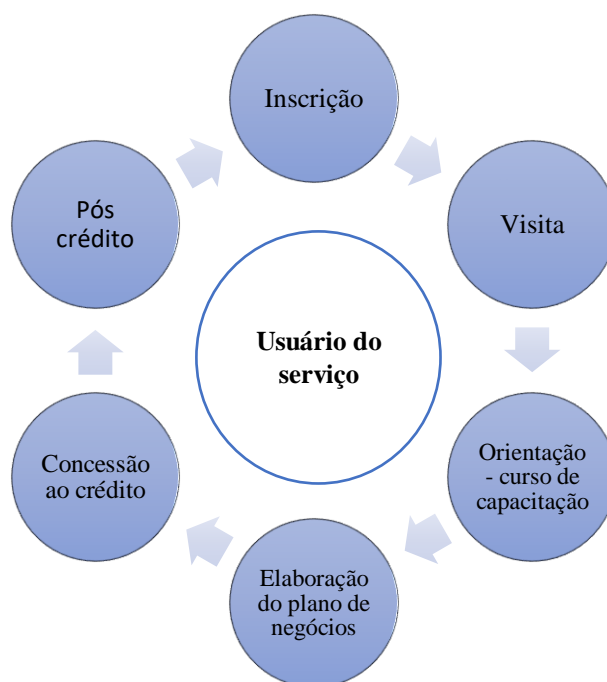 Inscrição
Visita
Orientação
- curso de
capacitação
Elaboração
do plano de
negócios
Concessão
ao crédito
Pós
crédito
Usuário do
serviço